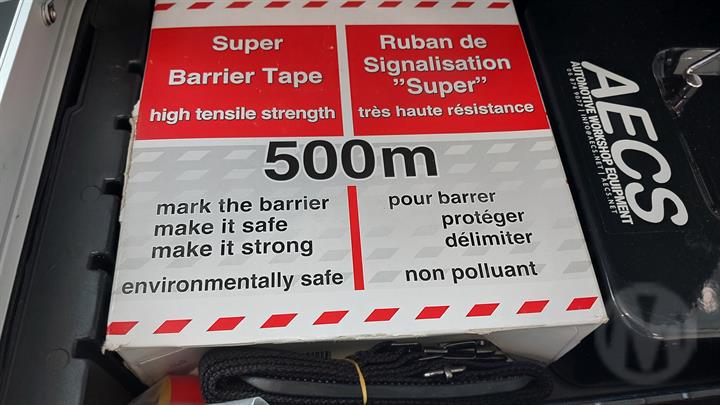 Super
Barrier Tape
high tensile strength
Ruban de
Signalisation
"Super"
très haute résistance
500m
mark the barrier
make it safe
make it strong
environmentally safe
pour barrer
protéger
délimiter
non polluant
AECS
AUTOMOTIVE WORKSHOP EQUIPMENT